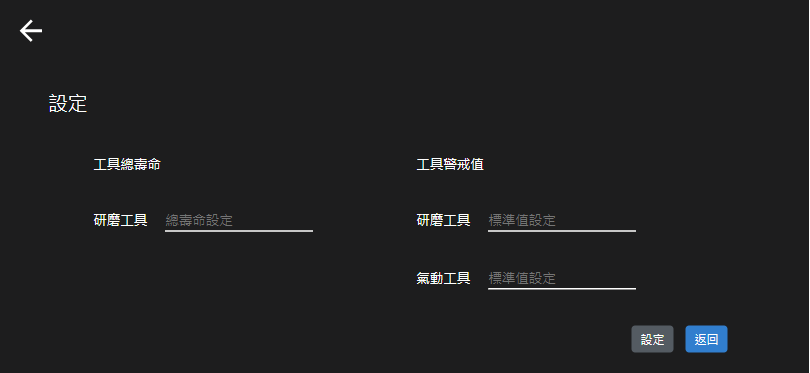 設定
工具總壽命
工具警戒值
研磨工具 總壽命設定
研磨工具 標準值設定
氣動工具 標準值設定
設定 返回